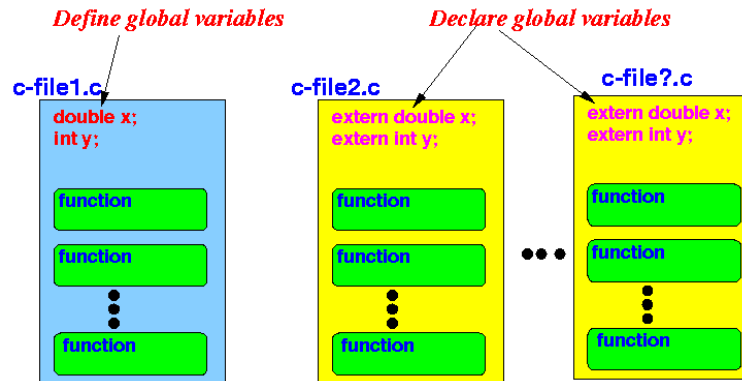 Define global variables
Declare global variables
c-file1.c
double x;
int y;
function
function
function
c-file2.c
extern double x;
extern int y;
function
function
function
c-file?.c
extern double x;
extern int y;
function
function
function